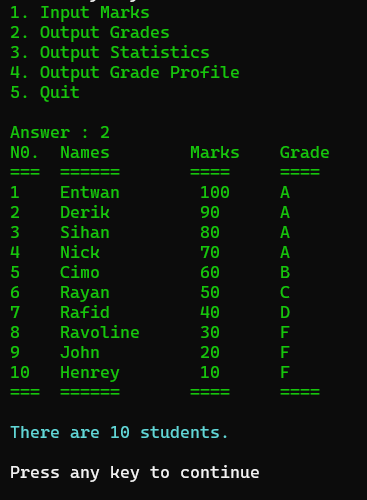 1. Input Marks
2. Output Grades
3. Output Statistics
4. Output Grade Profile
5. Quit
Answer : 2
N0.  Names        Marks    Grade
===  ======       ====     ====
1    Entwan        100     A
2    Derik         90      A
3    Sihan         80      A
4    Nick          70      A
5    Cimo          60      B
6    Rayan         50      C
7    Rafid         40      D
8    Ravoline      30      F
9    John          20      F
10   Henrey        10      F
===  ======       ====     ====
There are 10 students.
Press any key to continue